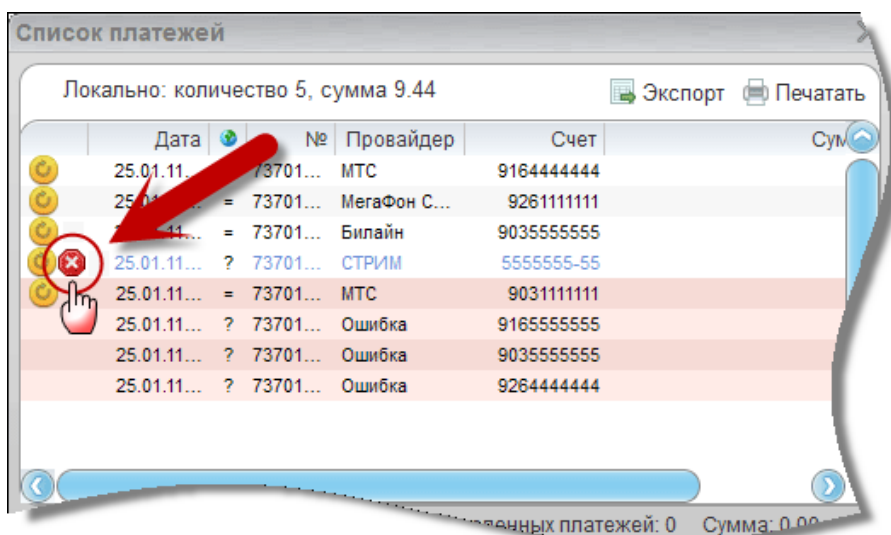 Список платежей
Локально: количество 5, сумма 9.44 Экспорт Печатать
Дата № Провайдер Счет
25.01.11... 73701... МТС 9164444444
= 73701... МегаФон С... 9261111111
= 73701... Билайн 9035555555
25.01.11... ? 73701... СТРИМ 5555555-55
25.01.11... = 73701... МТС 9031111111
25.01.11... ? 73701... Ошибка 9165555555
25.01.11... ? 73701... Ошибка 9035555555
25.01.11... ? 73701... Ошибка 9264444444
платежей: 0 Сумма: 0.00